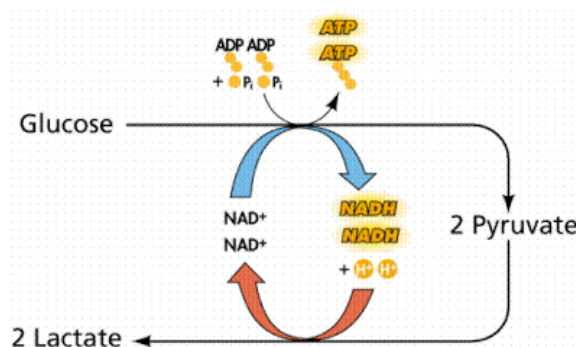 ATP
ADP ADP
ATP
+ Pi Pi
Glucose
NAD+
NADH
NAD+
NADH
2 Pyruvate
+ H+ H+
2 Lactate